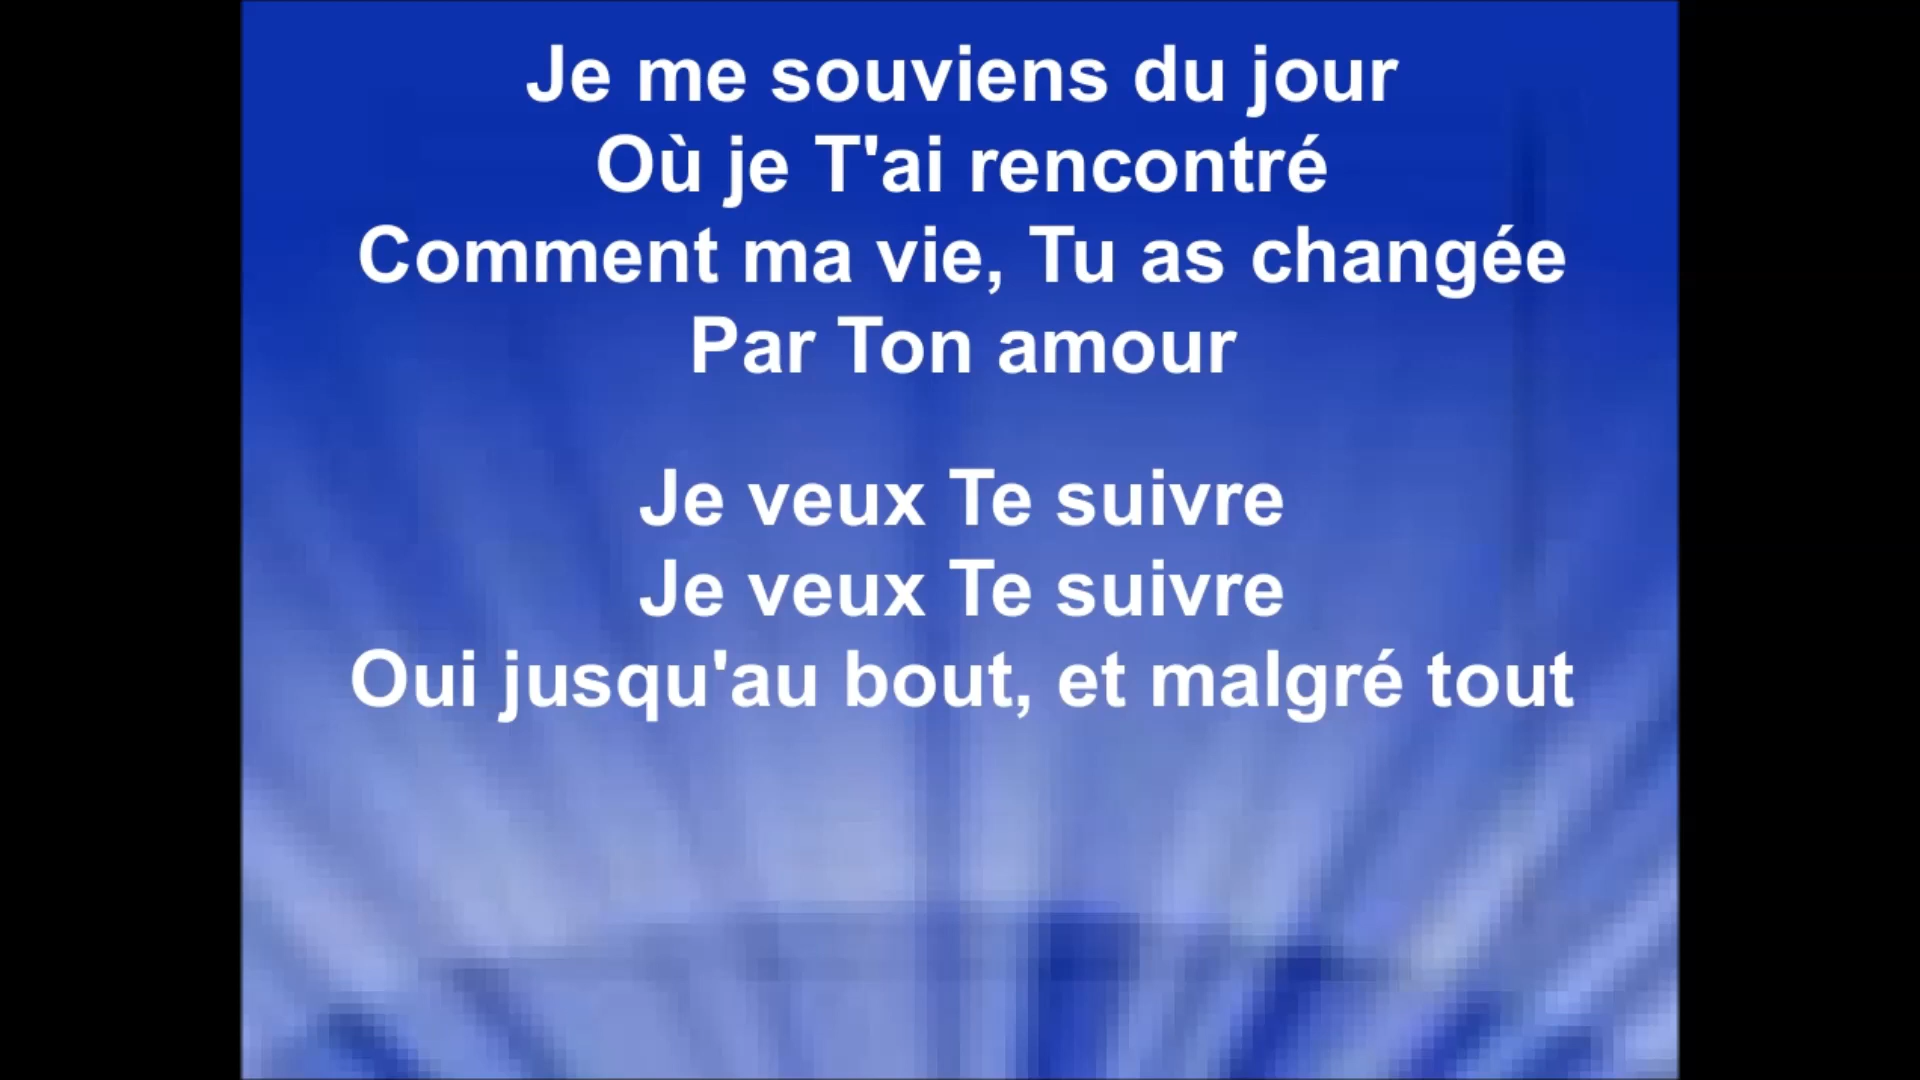 Je me souviens du jour
Où je T'ai rencontré
Comment ma vie, Tu as changée
Par Ton amour
Je veux Te suivre
Je veux Te suivre
Oui jusqu'au bout, et malgré tout